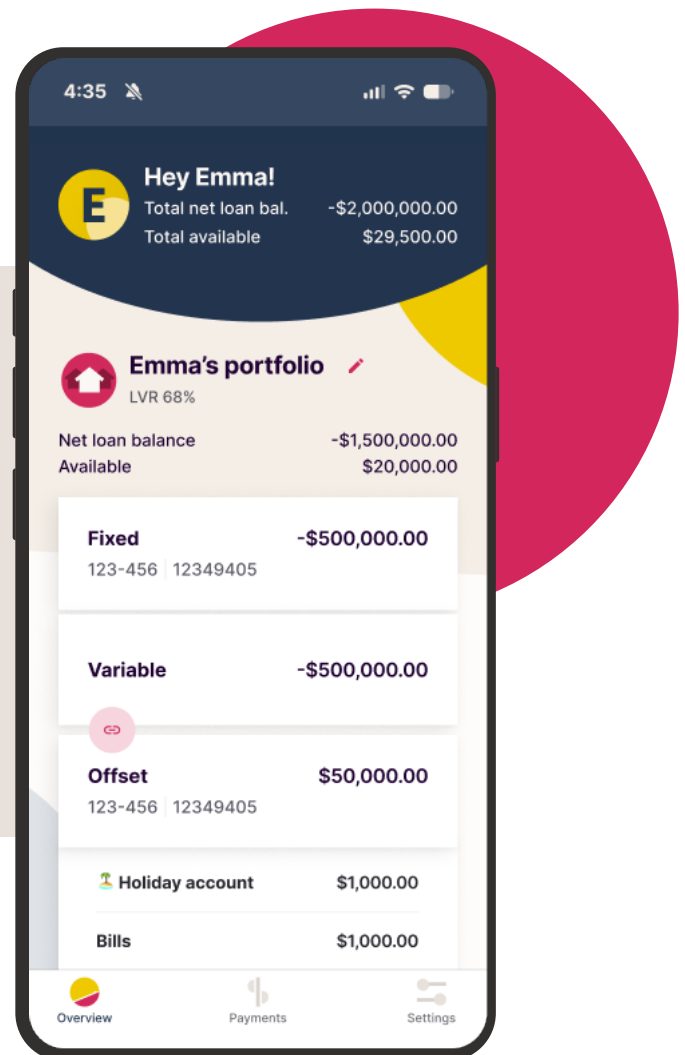 4:35
E
Hey Emma!
Total net loan bal. -$2,000,000.00
Total available $29,500.00
Emma’s portfolio
LVR 68%
Net loan balance -$1,500,000.00
Available $20,000.00
Fixed -$500,000.00
123-456 12349405
Variable -$500,000.00
Offset $50,000.00
123-456 12349405
Holiday account $1,000.00
Bills $1,000.00
Overview Payments Settings